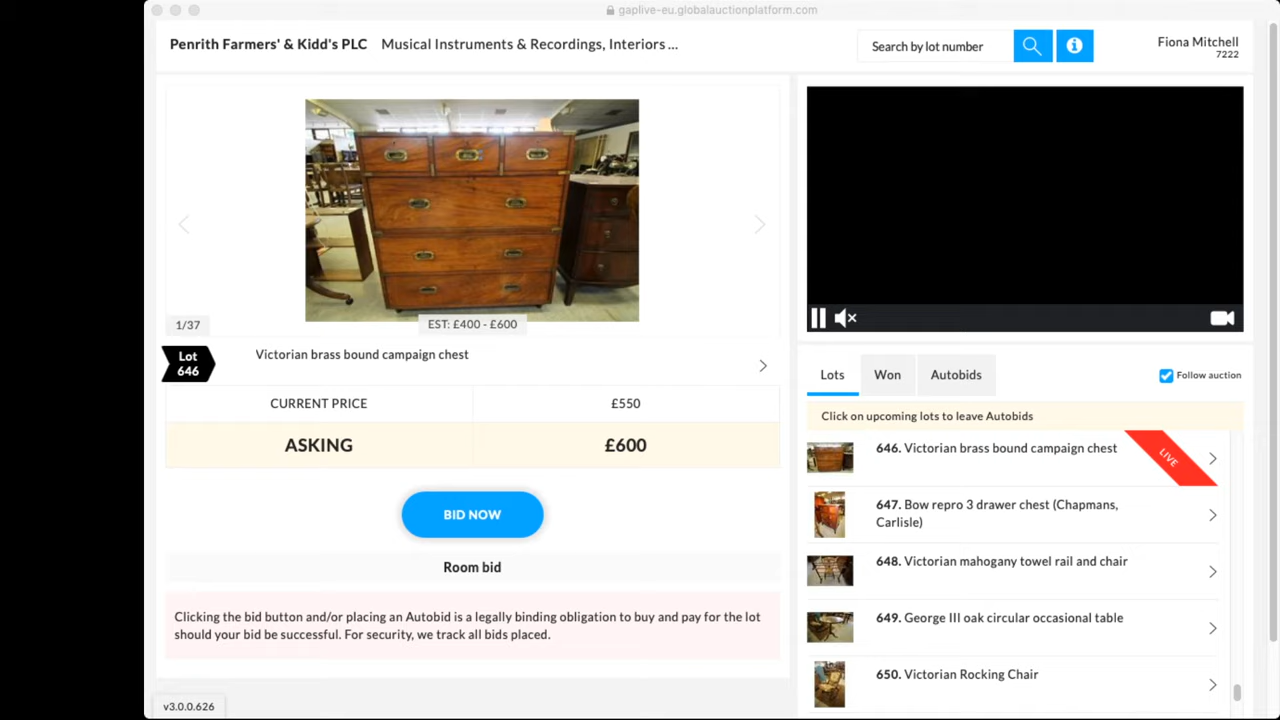 gaplive-eu.globalauctionplatform.com
Penrith Farmers' & Kidd's PLC Musical Instruments & Recordings, Interiors ...
Search by lot number
Fiona Mitchell
7222
1/37
EST: £400 - £600
Lot
646
Victorian brass bound campaign chest
CURRENT PRICE £550
ASKING £600
BID NOW
Room bid
Clicking the bid button and/or placing an Autobid is a legally binding obligation to buy and pay for the lot
should your bid be successful. For security, we track all bids placed.
v3.0.0.626
Lots Won Autobids Follow auction
Click on upcoming lots to leave Autobids
646. Victorian brass bound campaign chest
LIVE
647. Bow repro 3 drawer chest (Chapmans,
Carlisle)
648. Victorian mahogany towel rail and chair
649. George III oak circular occasional table
650. Victorian Rocking Chair